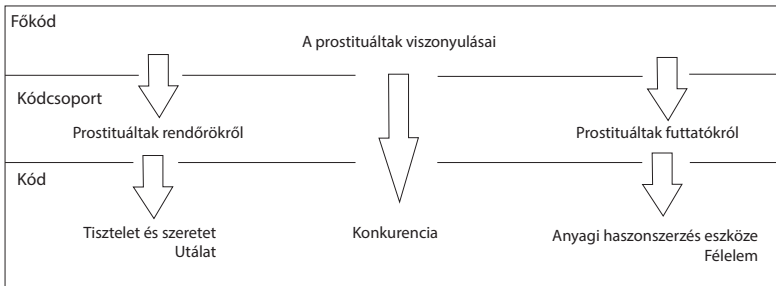 Főkód
A prostituáltak viszonyulásai
Kódcsoport
Prostituáltak rendőrökről
Prostituáltak futtatókról
Kód
Tisztelet és szeretet
Utálat
Konkurencia
Anyagi haszonszerzés eszköze
Félelem